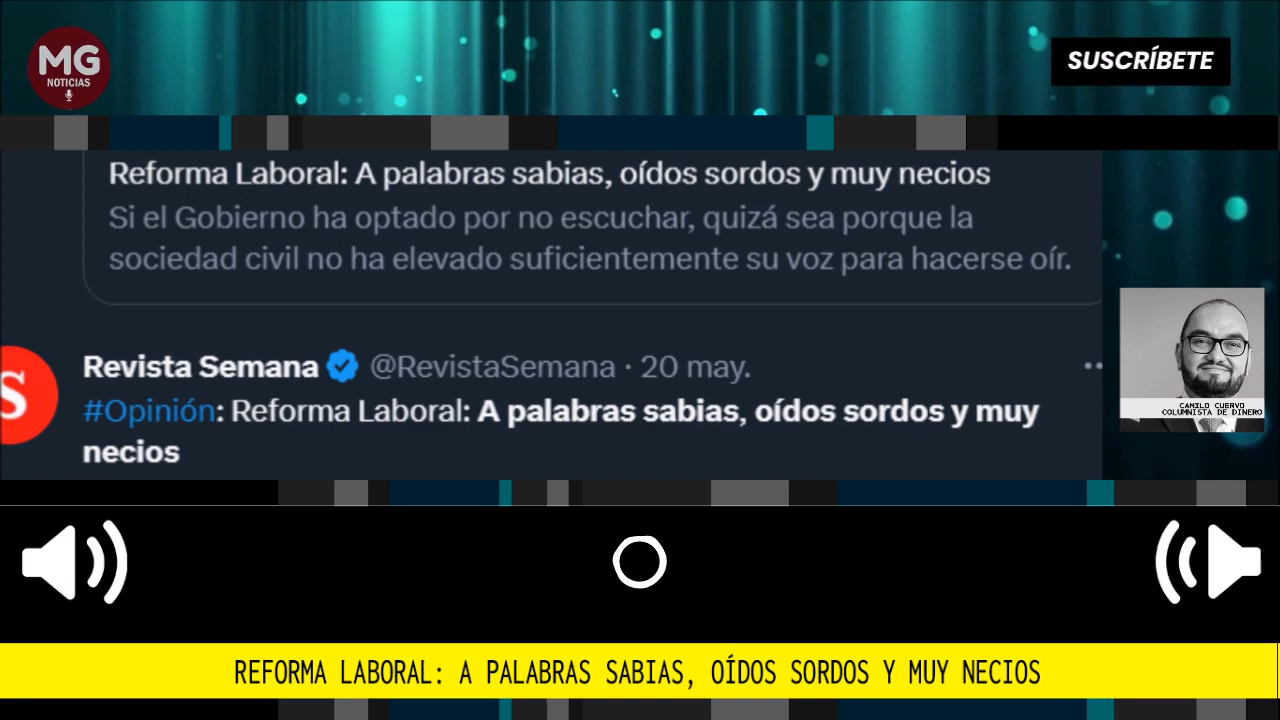 MG
NOTICIAS
SUSCRÍBETE
Reforma Laboral: A palabras sabias, oídos sordos y muy necios
Si el Gobierno ha optado por no escuchar, quizá sea porque la
sociedad civil no ha elevado suficientemente su voz para hacerse oír.
S
Revista Semana @RevistaSemana · 20 may.
#Opinión: Reforma Laboral: A palabras sabias, oídos sordos y muy
necios
CAMILO CUERVO
COLUMNISTA DE DINERO
REFORMA LABORAL: A PALABRAS SABIAS, OÍDOS SORDOS Y MUY NECIOS